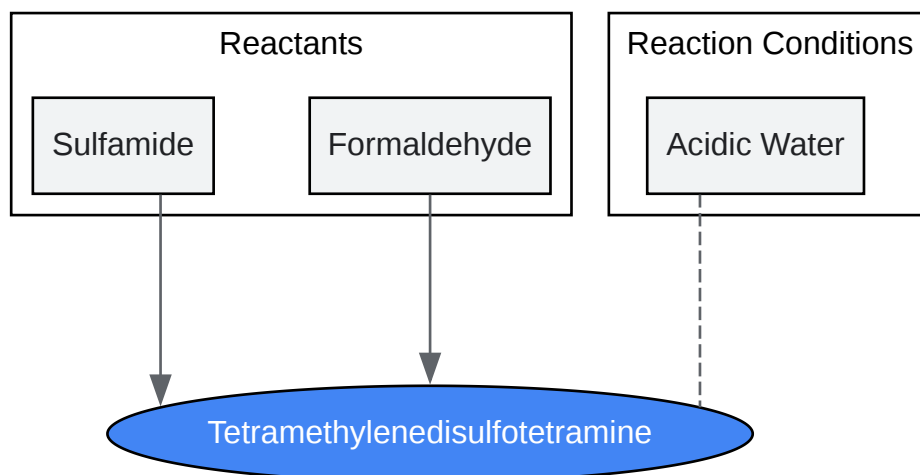 Reactants
Reaction Conditions
Sulfamide
Formaldehyde
Acidic Water
Tetramethylenedisulfotetramine